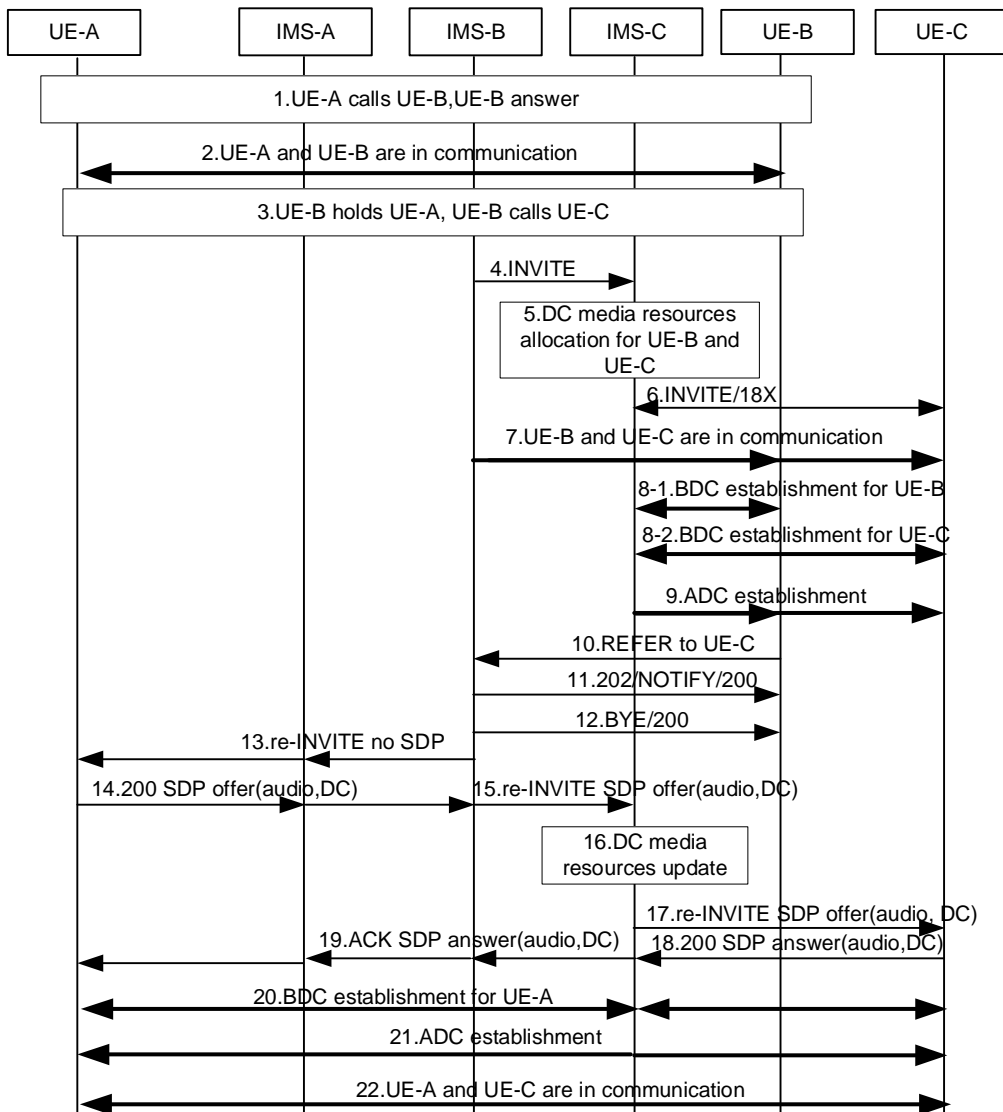 UE-A
IMS-A
IMS-B
IMS-C
UE-B
UE-C
1.UE-A calls UE-B,UE-B answer
2.UE-A and UE-B are in communication
3.UE-B holds UE-A, UE-B calls UE-C
4.INVITE
5.DC media resources
allocation for UE-B and
UE-C
6.INVITE/18X
7.UE-B and UE-C are in communication
8-1.BDC establishment for UE-B
8-2.BDC establishment for UE-C
9.ADC establishment
10.REFER to UE-C
11.202/NOTIFY/200
12.BYE/200
13.re-INVITE no SDP
14.200 SDP offer(audio,DC)
15.re-INVITE SDP offer(audio,DC)
16.DC media
resources update
17.re-INVITE SDP offer(audio, DC)
18.200 SDP answer(audio,DC)
19.ACK SDP answer(audio,DC)
20.BDC establishment for UE-A
21.ADC establishment
22.UE-A and UE-C are in communication